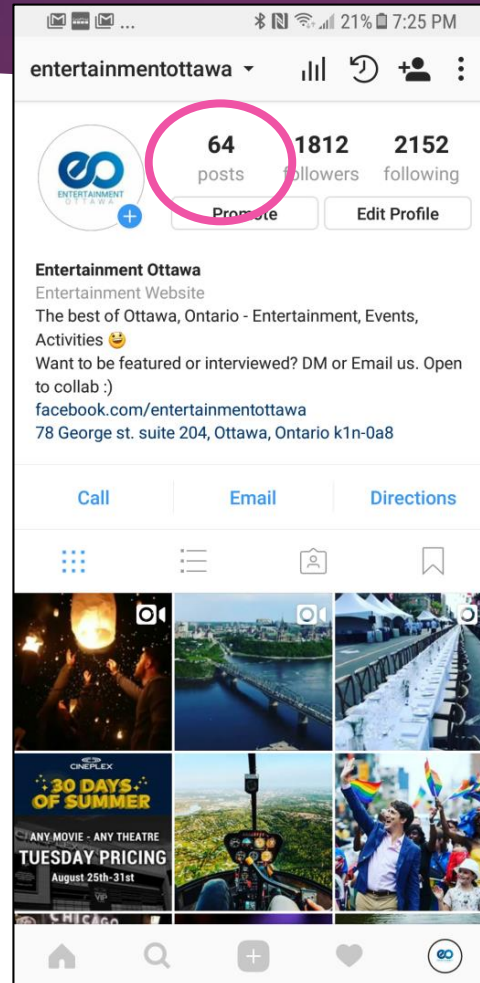 ... 21% 7:25 PM
entertainmentottawa
64 1812 2152
posts followers following
ENTERTAINMENT
OTTAWA
Promote Edit Profile
Entertainment Ottawa
Entertainment Website
The best of Ottawa, Ontario - Entertainment, Events,
Activities 😆
Want to be featured or interviewed? DM or Email us. Open
to collab :)
facebook.com/entertainmentottawa
78 George st. suite 204, Ottawa, Ontario k1n-0a8
Call Email Directions
CINEPLEX
30 DAYS
OF SUMMER
ANY MOVIE - ANY THEATRE
TUESDAY PRICING
August 25th-31st
VIP
CHICAGO